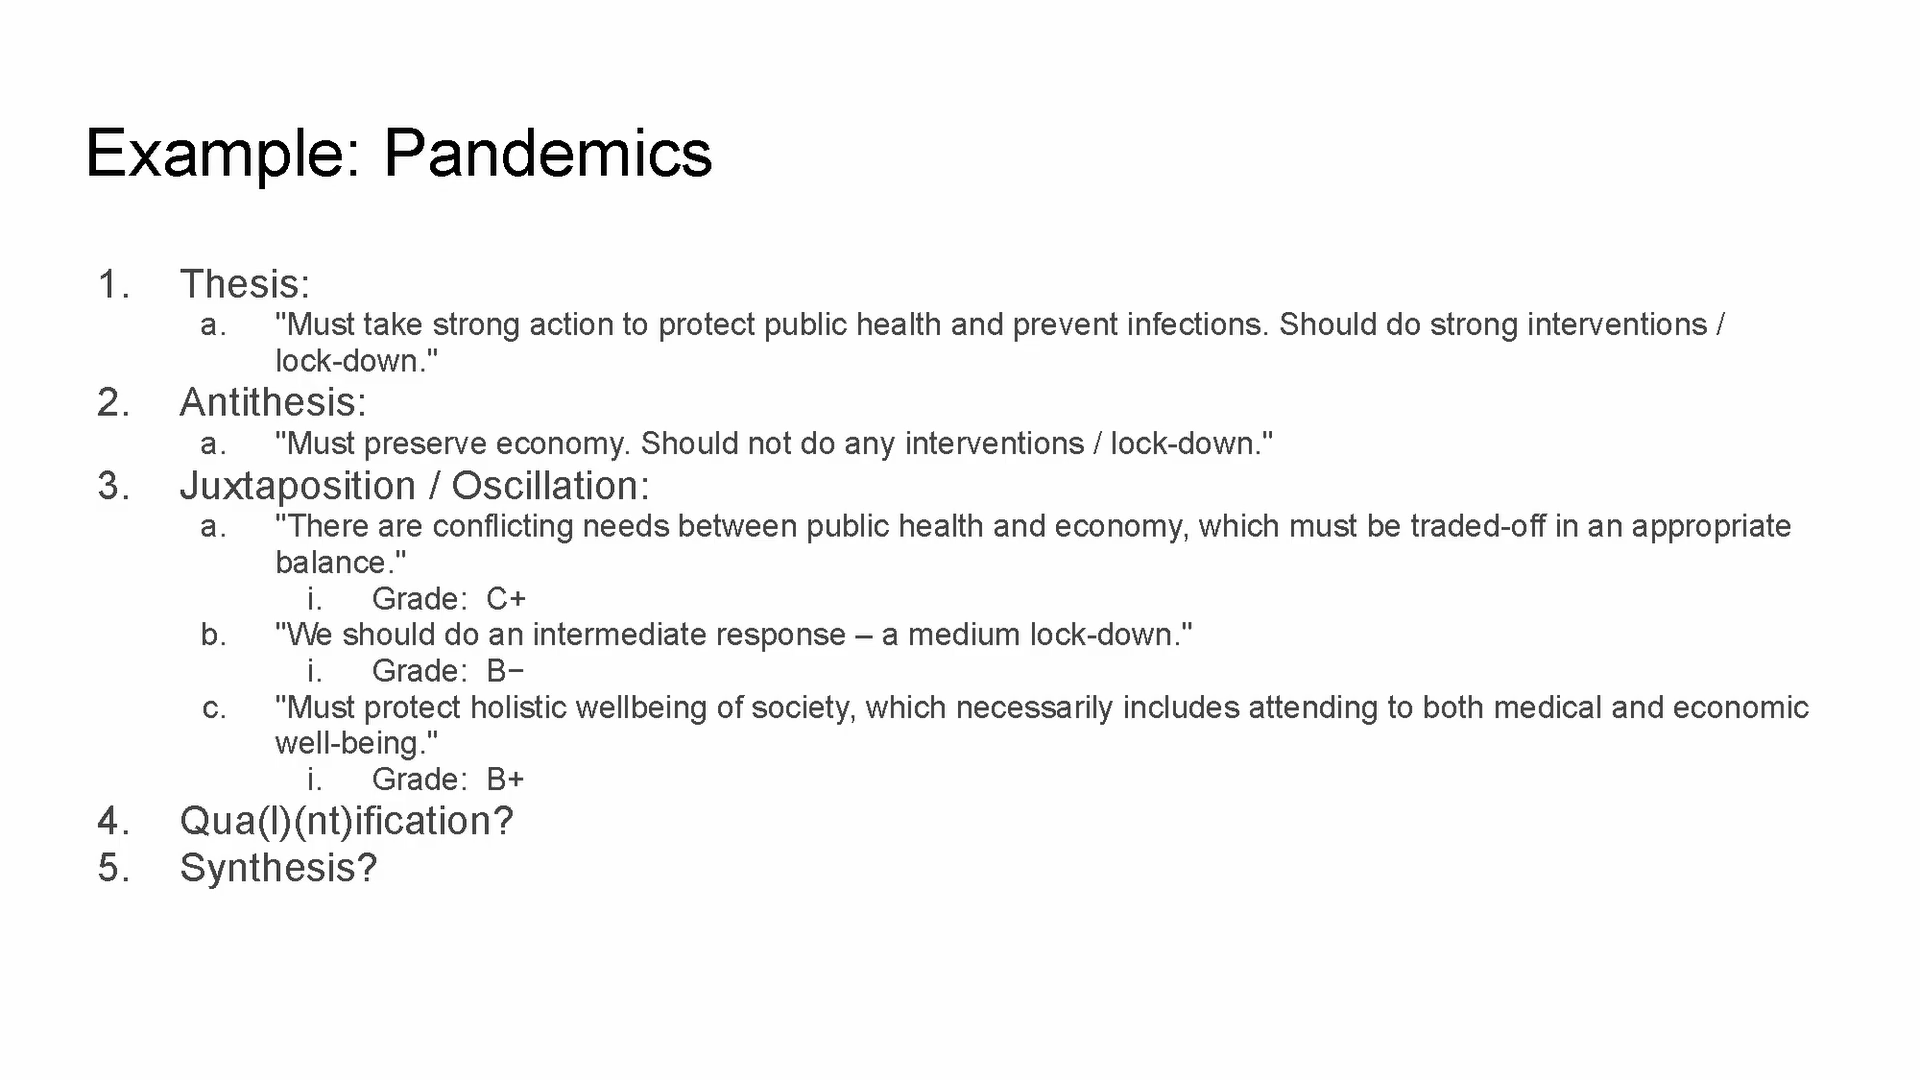 Example: Pandemics
1. Thesis:
a. "Must take strong action to protect public health and prevent infections. Should do strong interventions /
lock-down."
2. Antithesis:
a. "Must preserve economy. Should not do any interventions / lock-down."
3. Juxtaposition / Oscillation:
a. "There are conflicting needs between public health and economy, which must be traded-off in an appropriate
balance."
i. Grade: C+
b. "We should do an intermediate response – a medium lock-down."
i. Grade: B−
c. "Must protect holistic wellbeing of society, which necessarily includes attending to both medical and economic
well-being."
i. Grade: B+
4. Qua(l)(nt)ification?
5. Synthesis?